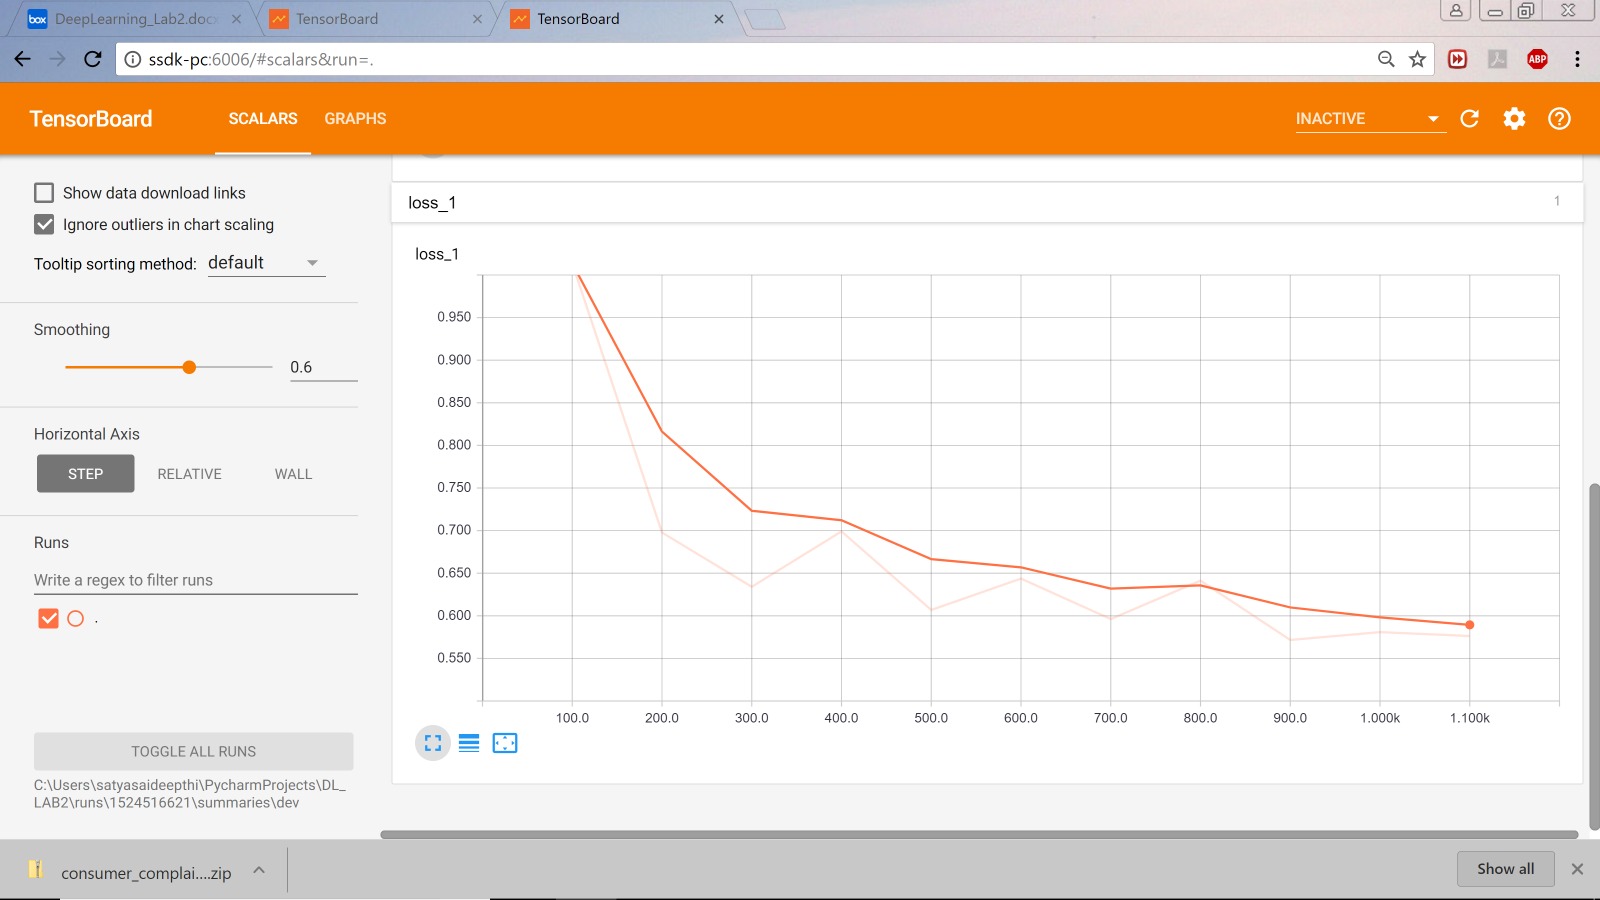 box DeepLearning_Lab2.docx
TensorBoard
TensorBoard
ssdk-pc:6006/#scalars&run=.
ABP
TensorBoard
SCALARS
GRAPHS
INACTIVE
Show data download links
Ignore outliers in chart scaling
Tooltip sorting method: default
Smoothing
0.6
Horizontal Axis
STEP
RELATIVE
WALL
Runs
Write a regex to filter runs
.
TOGGLE ALL RUNS
C:\Users\satyasaideepthi\PycharmProjects\DL_
LAB2\runs\1524516621\summaries\dev
loss_1
1
loss_1
0.950
0.900
0.850
0.800
0.750
0.700
0.650
0.600
0.550
100.0 200.0 300.0 400.0 500.0 600.0 700.0 800.0 900.0 1.000k 1.100k
consumer_complai....zip
Show all